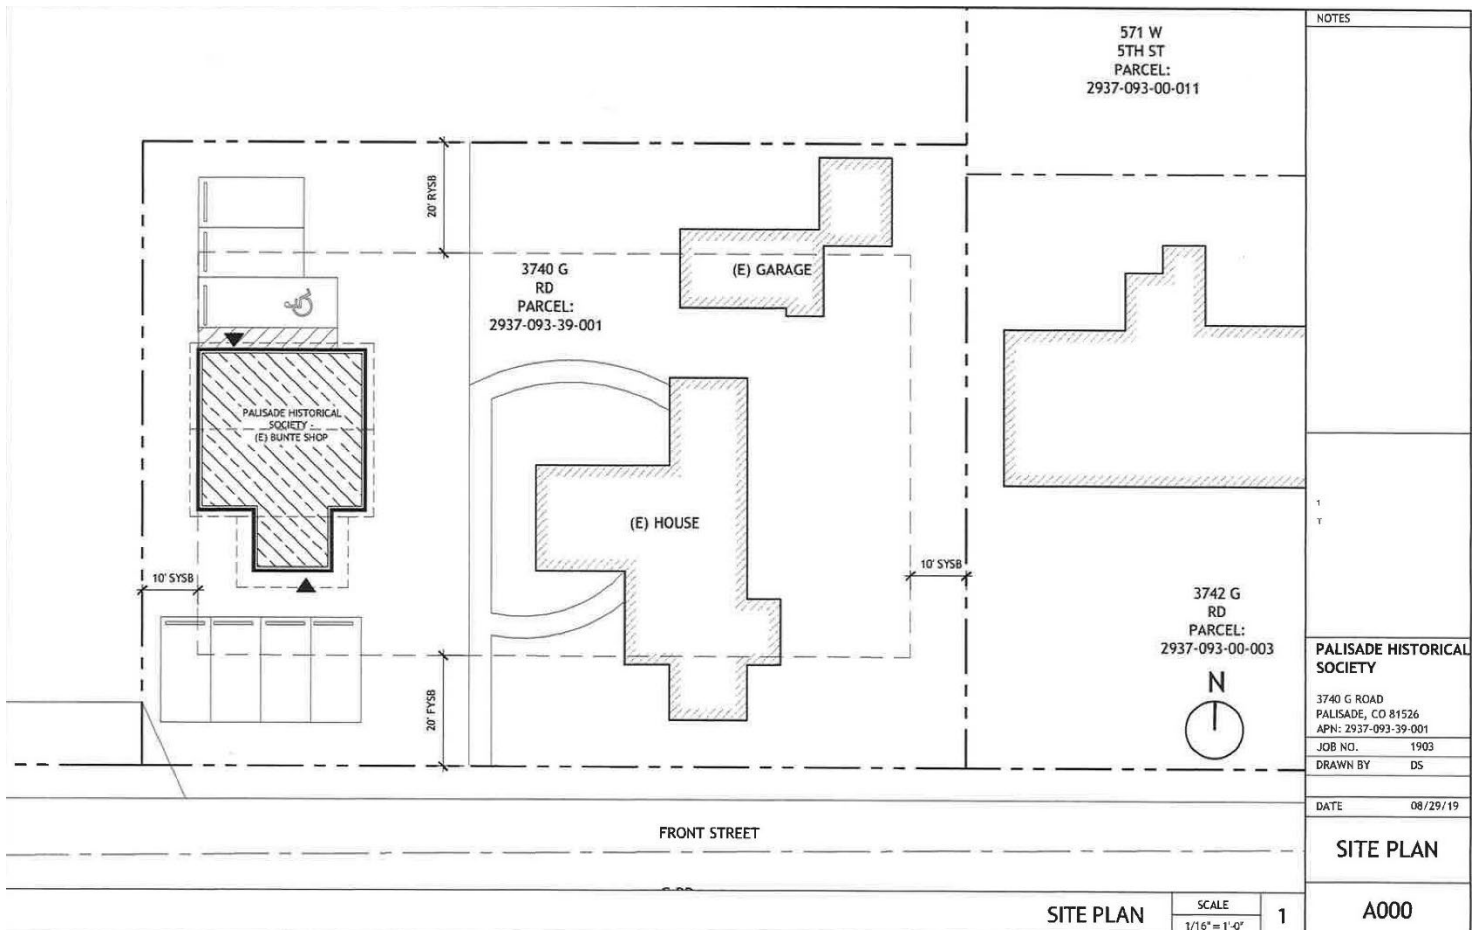 571 W
5TH ST
PARCEL:
2937-093-00-011
20' RYSB
3740 G
RD
PARCEL:
2937-093-39-001
(E) GARAGE
PALISADE HISTORICAL
SOCIETY -
(E) BUNTE SHOP
(E) HOUSE
10' SYSB
10' SYSB
20' FYSB
3742 G
RD
PARCEL:
2937-093-00-003
N
FRONT STREET
SITE PLAN
SCALE
1/16" = 1'-0"
1
NOTES
PALISADE HISTORICAL
SOCIETY
3740 G ROAD
PALISADE, CO 81526
APN: 2937-093-39-001
JOB NO. 1903
DRAWN BY DS
DATE 08/29/19
SITE PLAN
A000